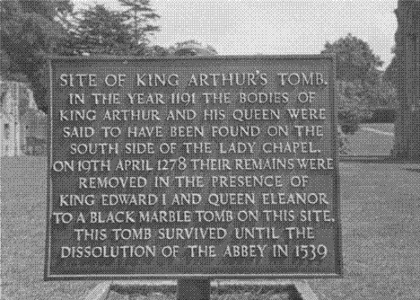 SITE OF KING ARTHUR'S TOMB.
IN THE YEAR 1191 THE BODIES OF
KING ARTHUR AND HIS QUEEN WERE
SAID TO HAVE BEEN FOUND ON THE
SOUTH SIDE OF THE LADY CHAPEL.
ON 19TH APRIL 1278 THEIR REMAINS WERE
REMOVED IN THE PRESENCE OF
KING EDWARD I AND QUEEN ELEANOR
TO A BLACK MARBLE TOMB ON THIS SITE.
THIS TOMB SURVIVED UNTIL THE
DISSOLUTION OF THE ABBEY IN 1539